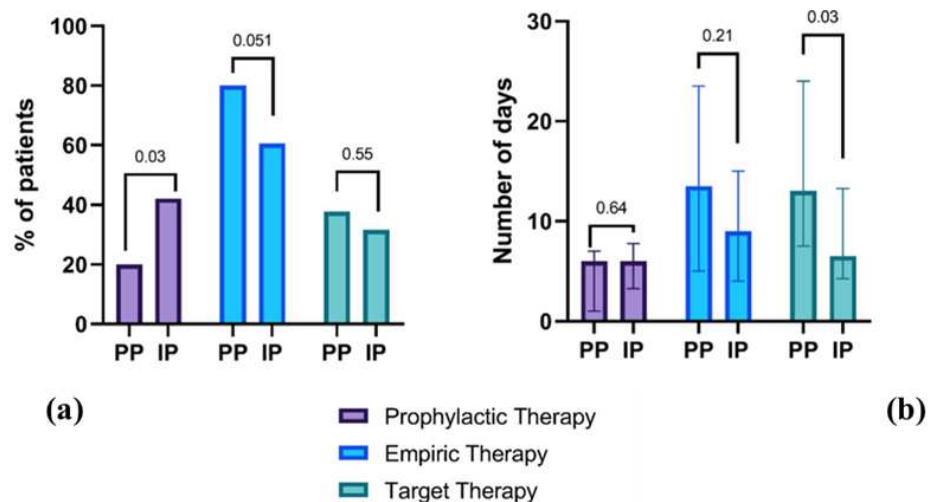 % of patients
100
80
60
40
20
0
0.03
0.051
0.55
PP IP PP IP PP IP
(a)
Number of days
30
20
10
0
0.64
0.21
0.03
PP IP PP IP PP IP
(b)
Prophylactic Therapy
Empiric Therapy
Target Therapy